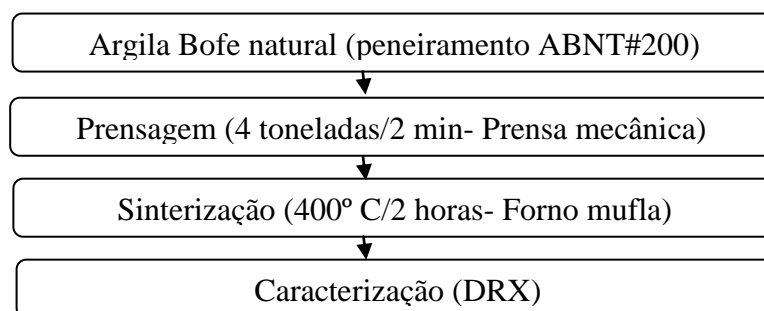 Argila Bofe natural (peneiramento ABNT#200)
Prensagem (4 toneladas/2 min- Prensa mecânica)
Sinterização (400º C/2 horas- Forno mufla)
Caracterização (DRX)